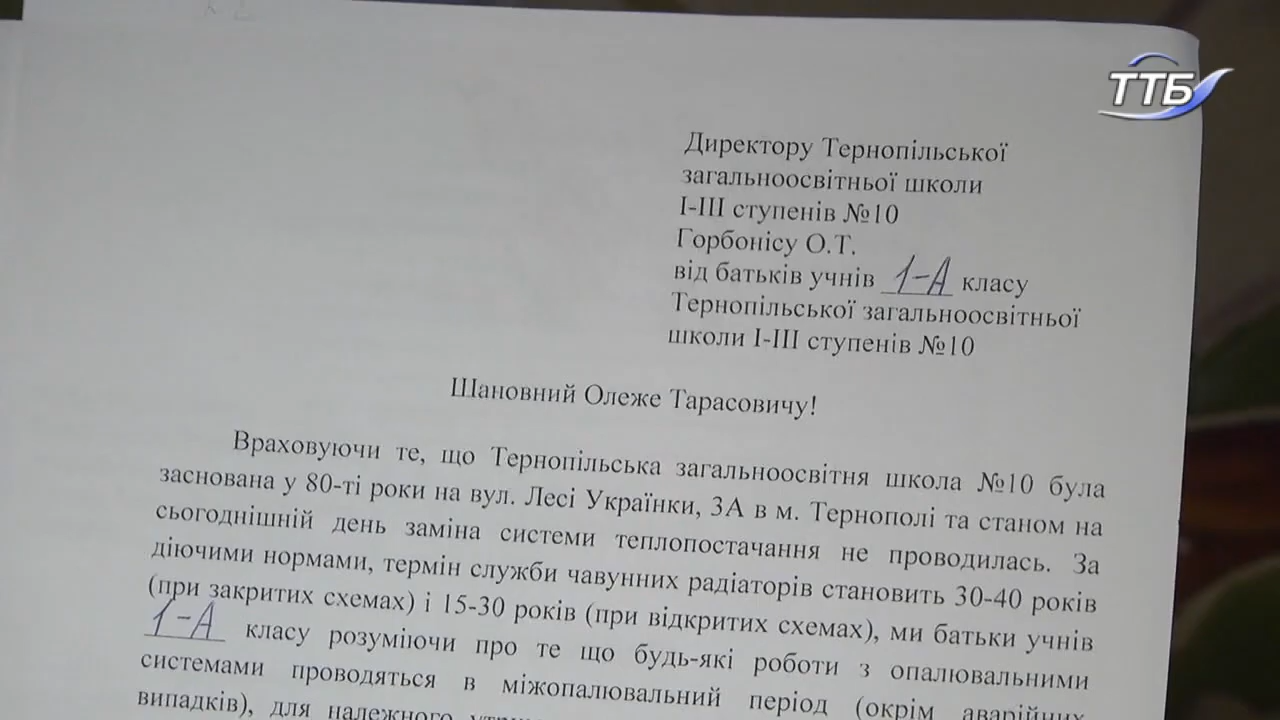 ТТБ
Директору Тернопільської
загальноосвітньої школи
І-ІІІ ступенів №10
Горбонісу О.Т.
від батьків учнів 1-А класу
Тернопільської загальноосвітньої
школи І-ІІІ ступенів №10
Шановний Олеже Тарасовичу!
Враховуючи те, що Тернопільська загальноосвітня школа №10 була
заснована у 80-ті роки на вул. Лесі Українки, 3А в м. Тернополі та станом на
сьогоднішній день заміна системи теплопостачання не проводилась. За
діючими нормами, термін служби чавунних радіаторів становить 30-40 років
(при закритих схемах) і 15-30 років (при відкритих схемах), ми батьки учнів
1-А класу розуміючи про те що будь-які роботи з опалювальними
системами проводяться в міжопалювальний період (окрім аварійних
випадків), для належного